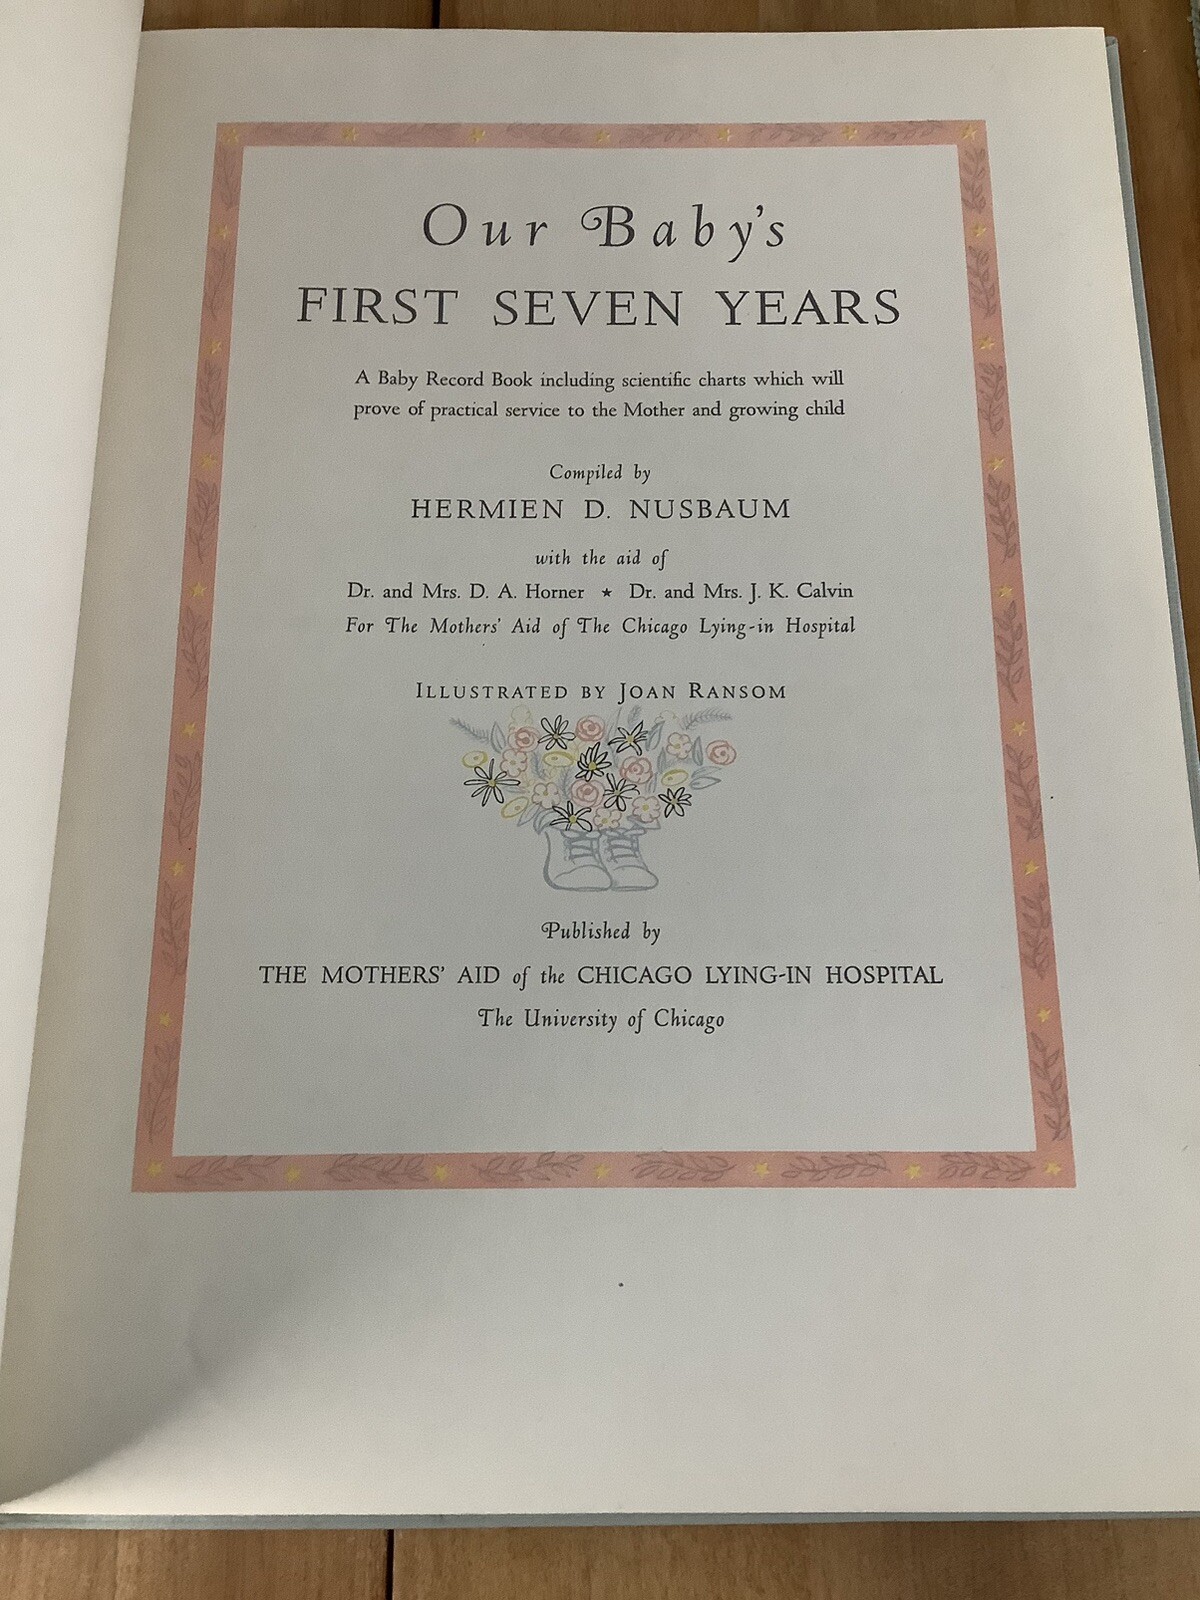 Our Baby's
FIRST SEVEN YEARS
A Baby Record Book including scientific charts which will
prove of practical service to the Mother and growing child
Compiled by
HERMIEN D. NUSBAUM
with the aid of
Dr. and Mrs. D. A. Horner ★ Dr. and Mrs. J. K. Calvin
For The Mothers' Aid of The Chicago Lying-in Hospital
ILLUSTRATED BY JOAN RANSOM
Published by
THE MOTHERS' AID of the CHICAGO LYING-IN HOSPITAL
The University of Chicago